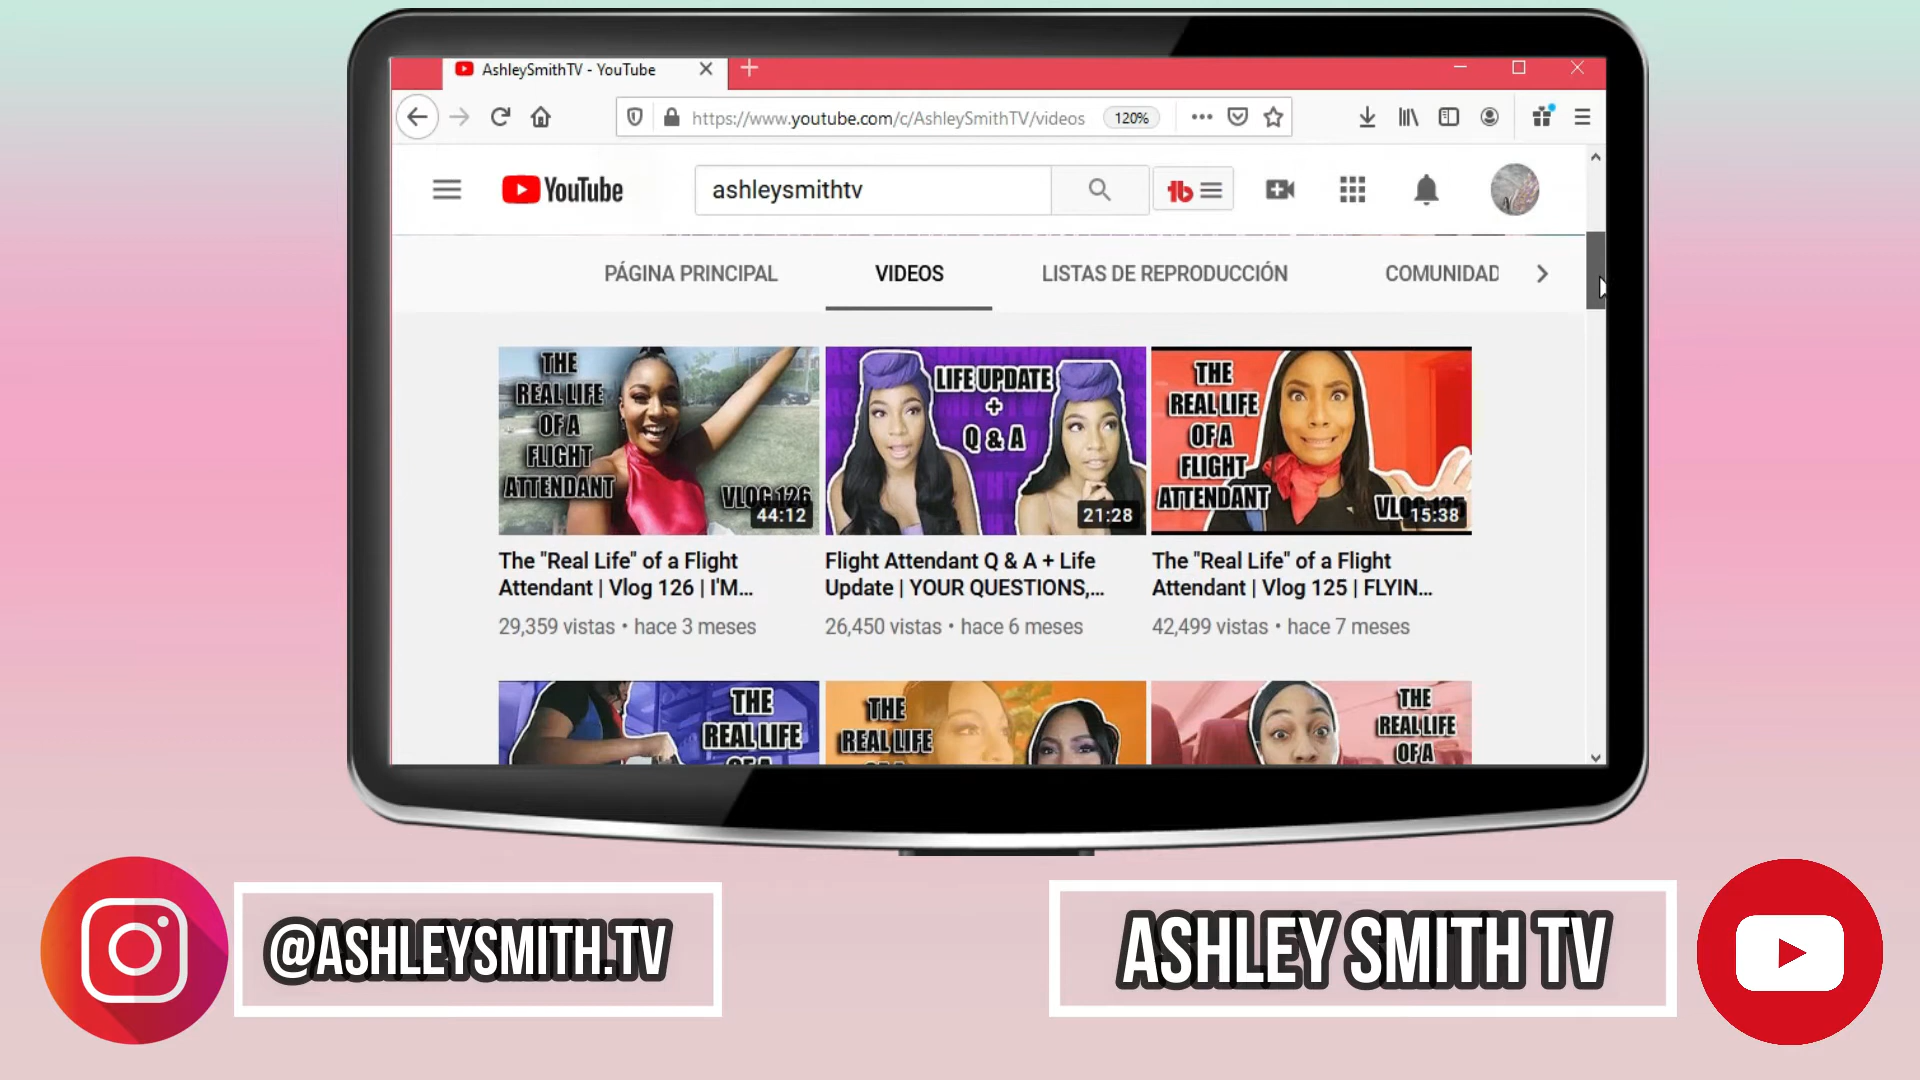 AshleySmithTV - YouTube
https://www.youtube.com/c/AshleySmithTV/videos 120%
YouTube
ashleysmithtv
tb
PÁGINA PRINCIPAL
VIDEOS
LISTAS DE REPRODUCCIÓN
COMUNIDAD
THE
REAL LIFE
OF A
FLIGHT
ATTENDANT
VLOG 126
44:12
LIFE UPDATE
+
Q & A
21:28
THE
REAL LIFE
OF A
FLIGHT
ATTENDANT
VLOG 125
15:38
The "Real Life" of a Flight
Attendant | Vlog 126 | I'M...
29,359 vistas • hace 3 meses
Flight Attendant Q & A + Life
Update | YOUR QUESTIONS,...
26,450 vistas • hace 6 meses
The "Real Life" of a Flight
Attendant | Vlog 125 | FLYIN...
42,499 vistas • hace 7 meses
THE
REAL LIFE
OF A
THE
REAL LIFE
THE
REAL LIFE
OF A
@ASHLEYSMITH.TV
ASHLEY SMITH TV